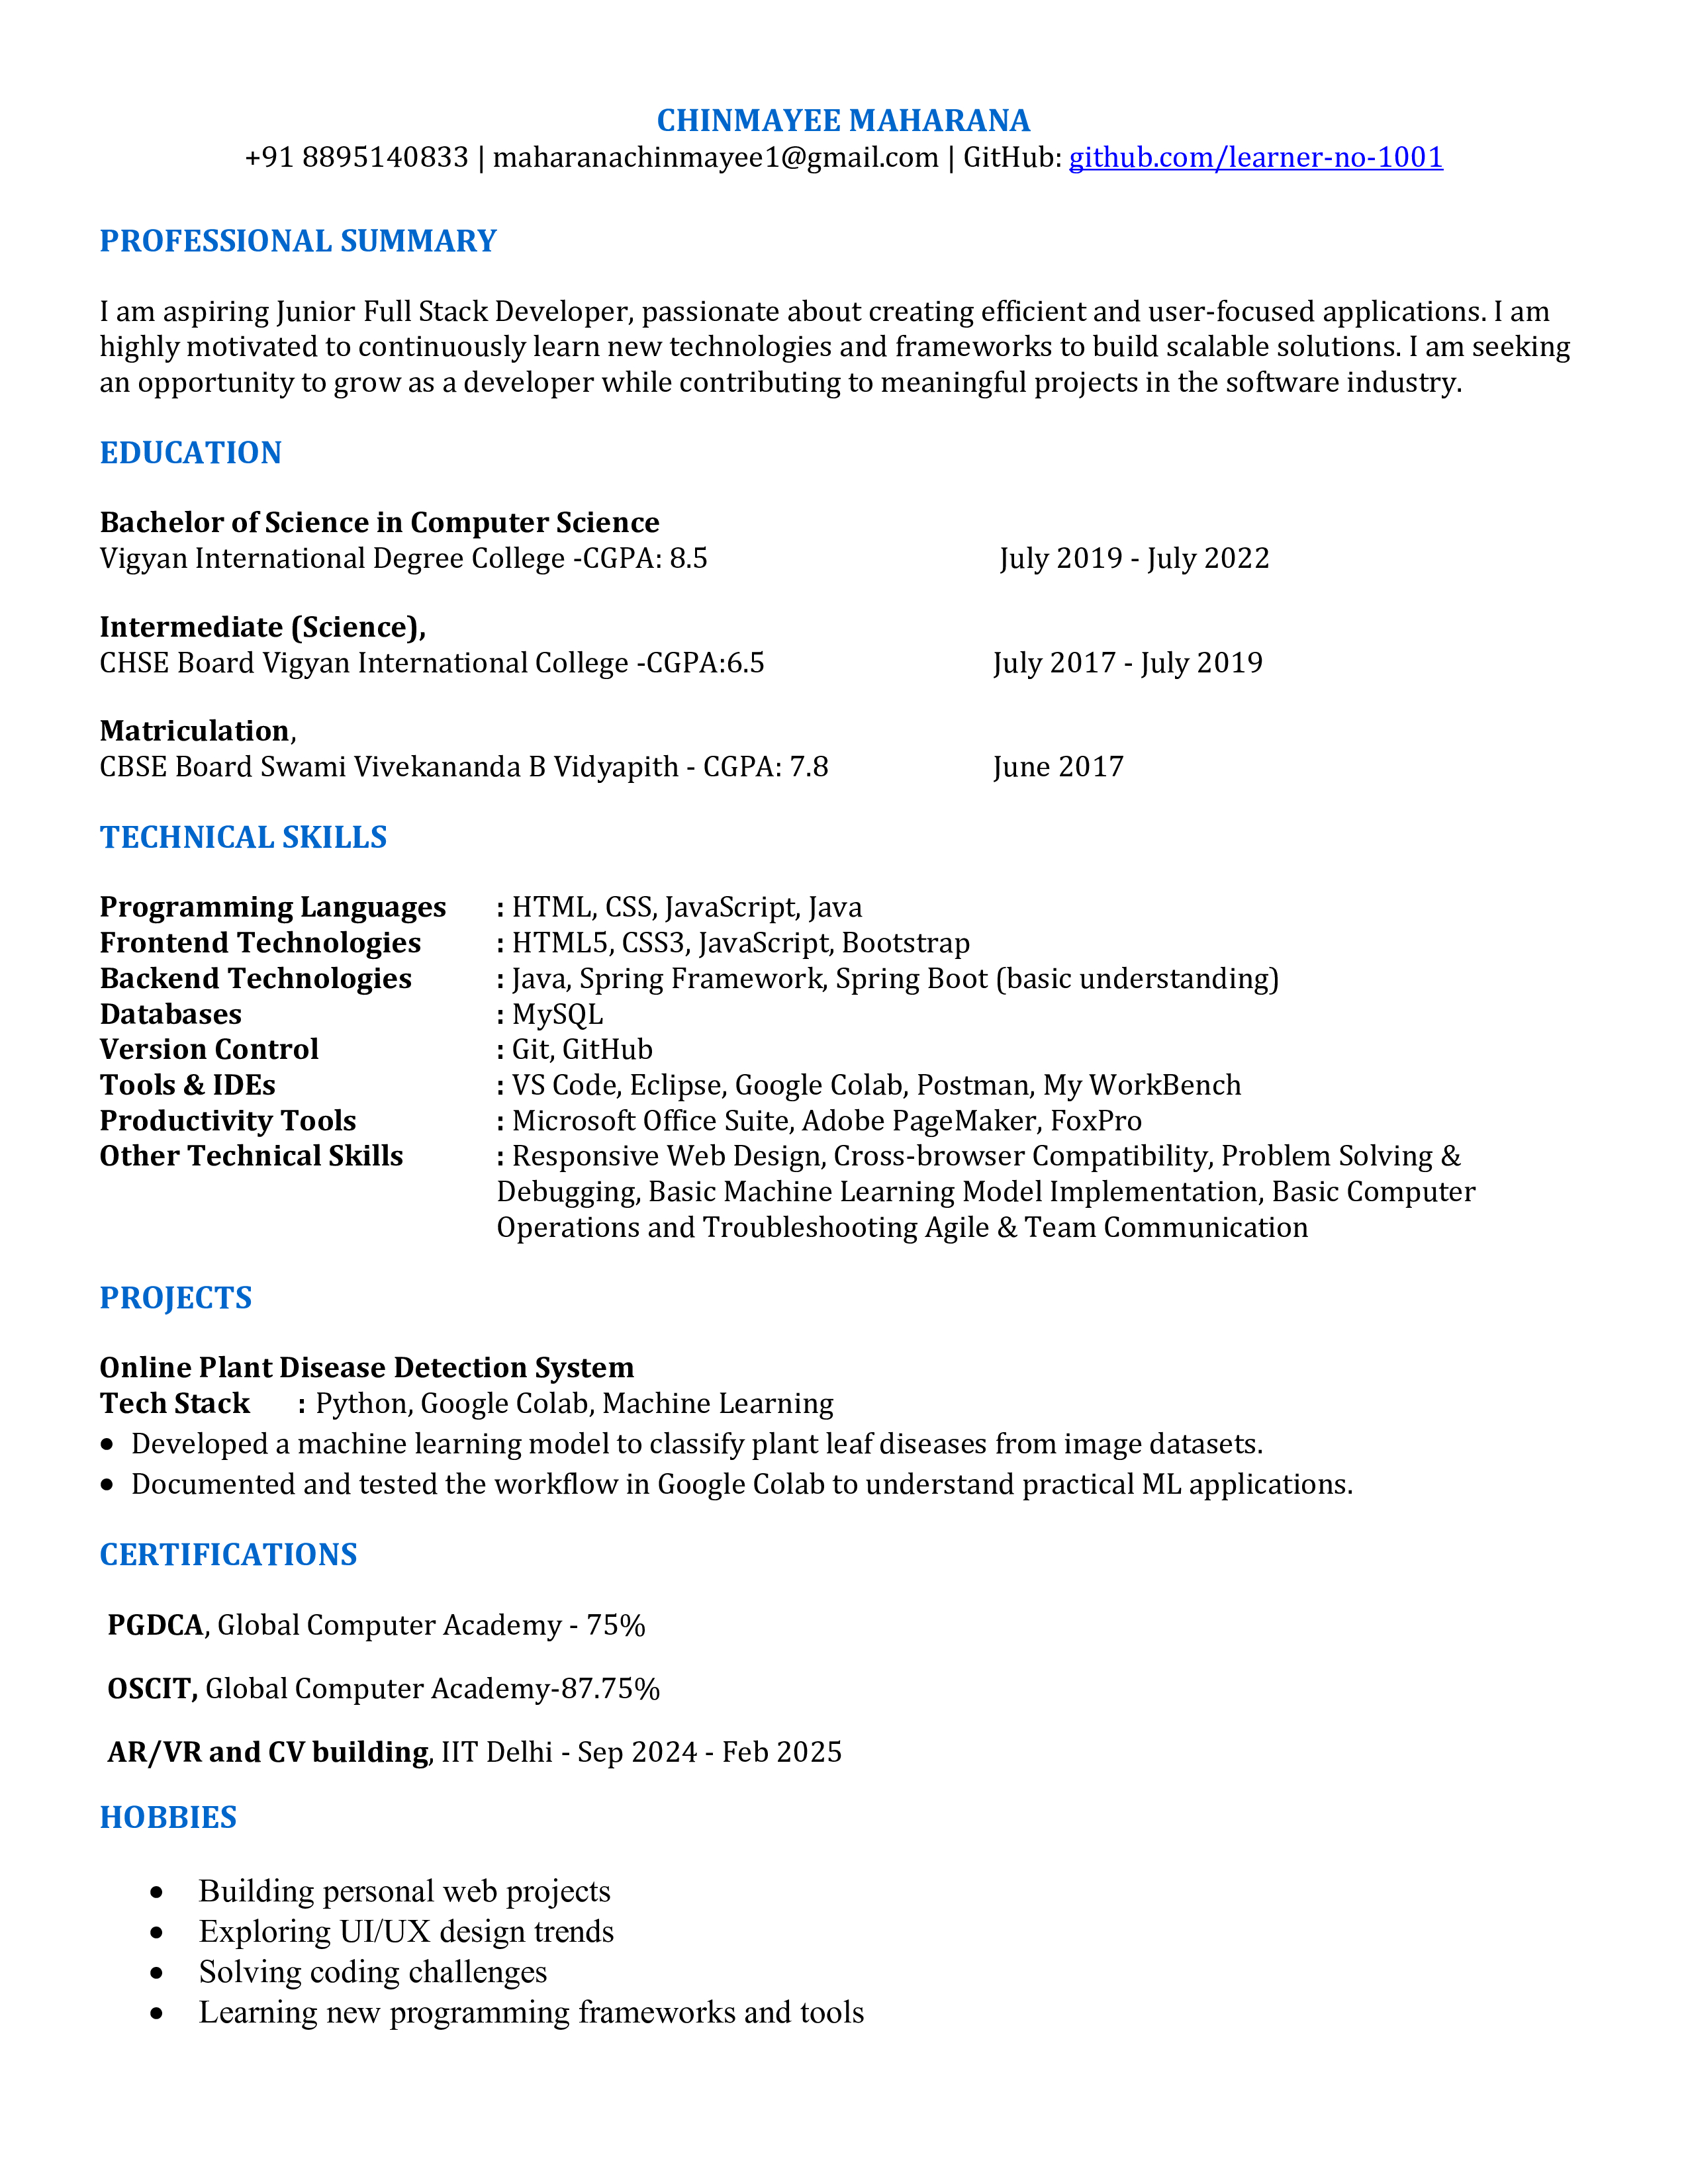 CHINMAYEE MAHARANA
+91 8895140833 | maharanachinmayee1@gmail.com | GitHub: github.com/learner-no-1001
PROFESSIONAL SUMMARY
I am aspiring Junior Full Stack Developer, passionate about creating efficient and user-focused applications. I am
highly motivated to continuously learn new technologies and frameworks to build scalable solutions. I am seeking
an opportunity to grow as a developer while contributing to meaningful projects in the software industry.
EDUCATION
Bachelor of Science in Computer Science
Vigyan International Degree College -CGPA: 8.5 July 2019 - July 2022
Intermediate (Science),
CHSE Board Vigyan International College -CGPA:6.5 July 2017 - July 2019
Matriculation,
CBSE Board Swami Vivekananda B Vidyapith - CGPA: 7.8 June 2017
TECHNICAL SKILLS
Programming Languages : HTML, CSS, JavaScript, Java
Frontend Technologies : HTML5, CSS3, JavaScript, Bootstrap
Backend Technologies : Java, Spring Framework, Spring Boot (basic understanding)
Databases : MySQL
Version Control : Git, GitHub
Tools & IDEs : VS Code, Eclipse, Google Colab, Postman, My WorkBench
Productivity Tools : Microsoft Office Suite, Adobe PageMaker, FoxPro
Other Technical Skills : Responsive Web Design, Cross-browser Compatibility, Problem Solving &
Debugging, Basic Machine Learning Model Implementation, Basic Computer
Operations and Troubleshooting Agile & Team Communication
PROJECTS
Online Plant Disease Detection System
Tech Stack : Python, Google Colab, Machine Learning
• Developed a machine learning model to classify plant leaf diseases from image datasets.
• Documented and tested the workflow in Google Colab to understand practical ML applications.
CERTIFICATIONS
PGDCA, Global Computer Academy - 75%
OSCIT, Global Computer Academy-87.75%
AR/VR and CV building, IIT Delhi - Sep 2024 - Feb 2025
HOBBIES
• Building personal web projects
• Exploring UI/UX design trends
• Solving coding challenges
• Learning new programming frameworks and tools